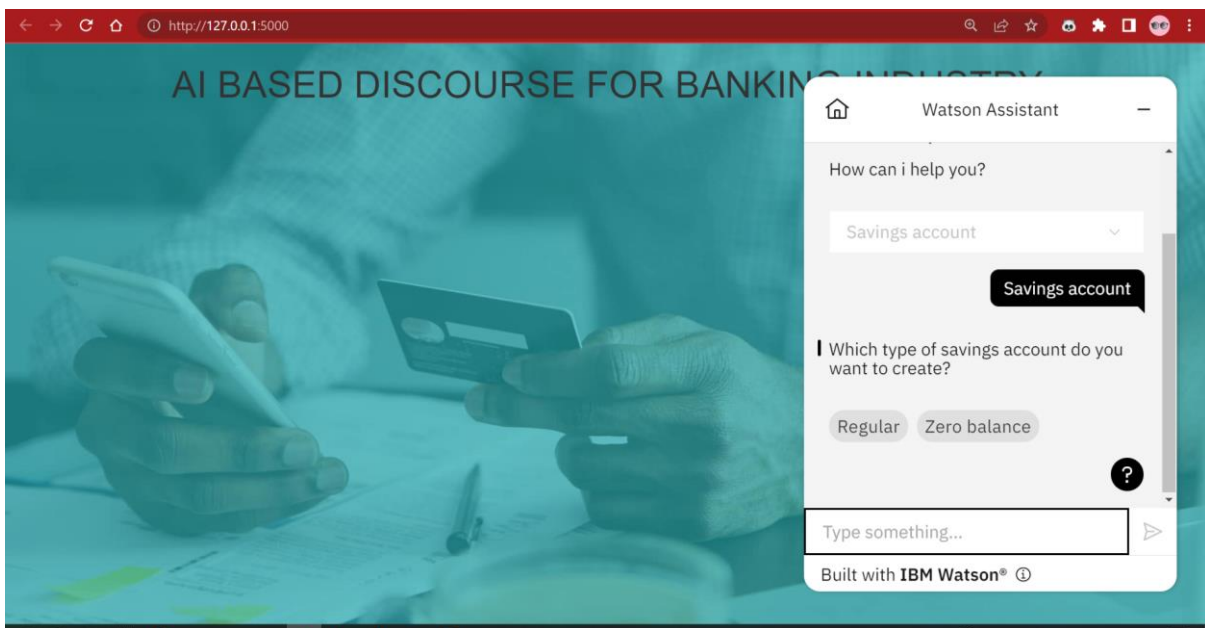 http://127.0.0.1:5000
AI BASED DISCOURSE FOR BANKING INDUSTRY
Watson Assistant
How can i help you?
Savings account
Savings account
Which type of savings account do you
want to create?
Regular Zero balance
?
Type something...
Built with IBM Watson®